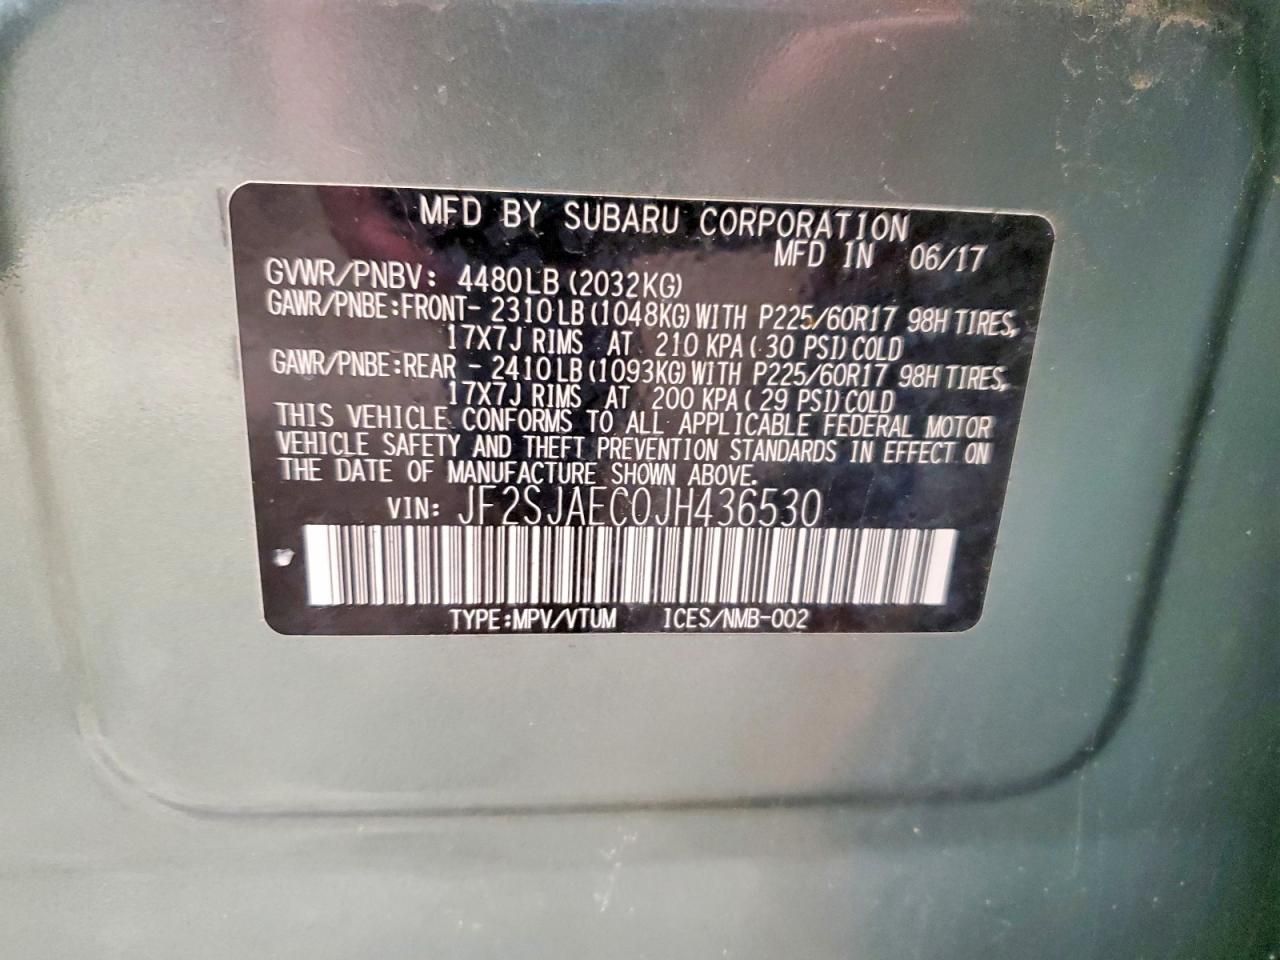 MFD BY SUBARU CORPORATION
MFD IN 06/17
GVWR/PNBV: 4480LB(2032KG)
GAWR/PNBE:FRONT- 2310LB(1048KG)WITH P225/60R17 98H TIRES,
17X7J RIMS AT 210 KPA( 30 PSI)COLD
GAWR/PNBE:REAR - 2410LB(1093KG)WITH P225/60R17 98H TIRES,
17X7J RIMS AT 200 KPA( 29 PSI)COLD
THIS VEHICLE CONFORMS TO ALL APPLICABLE FEDERAL MOTOR
VEHICLE SAFETY AND THEFT PREVENTION STANDARDS IN EFFECT ON
THE DATE OF MANUFACTURE SHOWN ABOVE.
VIN: JF2SJAEC0JH436530
TYPE:MPV/VTUM ICES/NMB-002